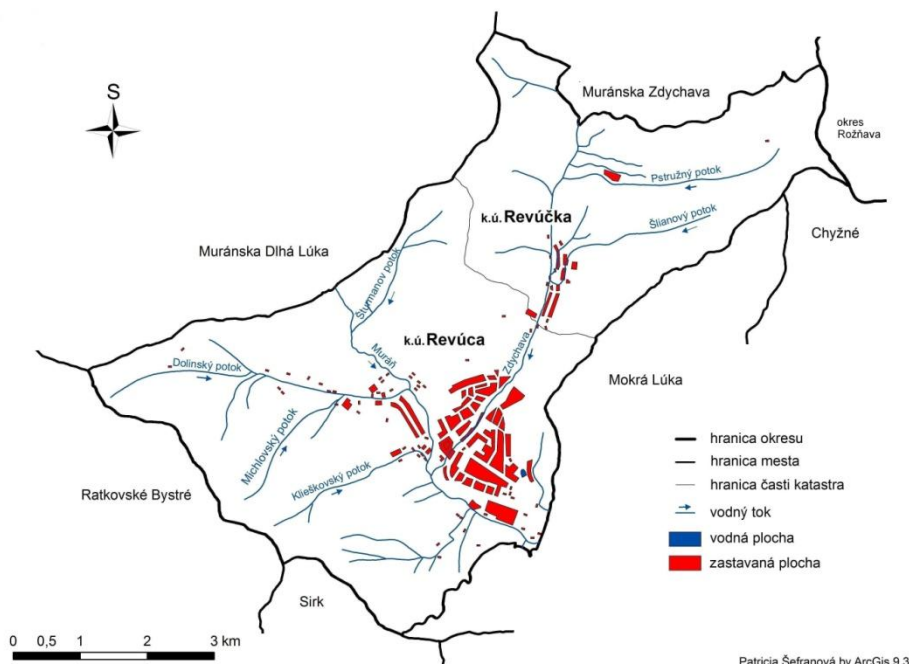 S
Muránska Zdychava
okres
Rožňava
Pstružný potok
k.ú. Revúčka
Šlianový potok
Chyžné
Muránska Dlhá Lúka
Šturmanov potok
k.ú. Revúca
Muráň
Zdychava
Dolinský potok
Mokrá Lúka
Michlovský potok
Klieškovský potok
Ratkovské Bystré
Sirk
hranica okresu
hranica mesta
hranica časti katastra
vodný tok
vodná plocha
zastavaná plocha
0 0,5 1 2 3 km
Patricia Šefranová by ArcGis 9.3